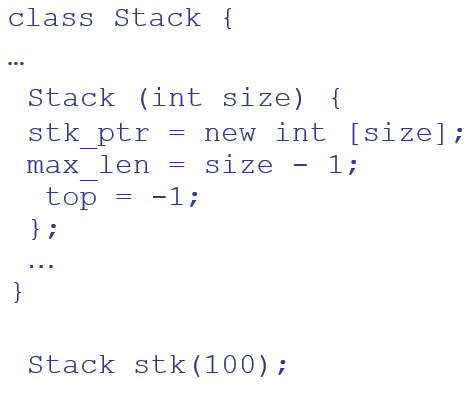 class Stack {
…
Stack (int size) {
stk_ptr = new int [size];
max_len = size - 1;
top = -1;
};
…
}
Stack stk(100);